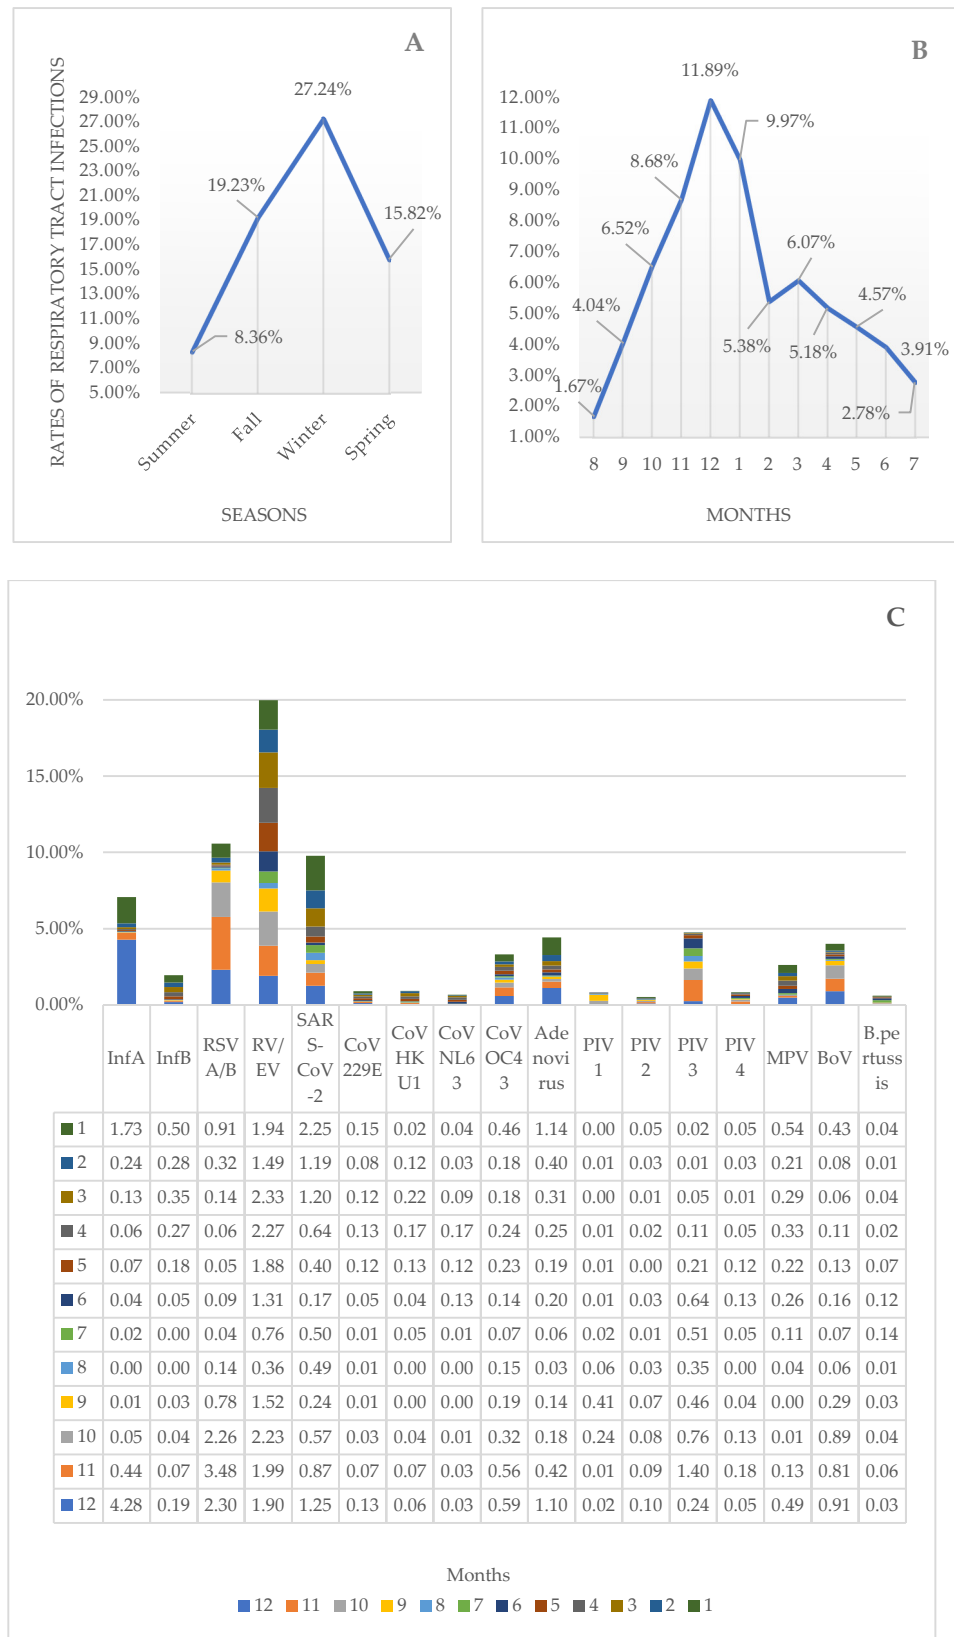 A
RATES OF RESPIRATORY TRACT INFECTIONS
29.00%
27.00%
25.00%
23.00%
21.00%
19.00%
17.00%
15.00%
13.00%
11.00%
9.00%
7.00%
5.00%
27.24%
19.23%
15.82%
8.36%
Summer
Fall
Winter
Spring
SEASONS
B
12.00%
11.00%
10.00%
9.00%
8.00%
7.00%
6.00%
5.00%
4.00%
3.00%
2.00%
1.00%
11.89%
9.97%
8.68%
6.52%
6.07%
4.04%
4.57%
5.38%
5.18%
3.91%
1.67%
2.78%
8 9 10 11 12 1 2 3 4 5 6 7
MONTHS
C
20.00%
15.00%
10.00%
5.00%
0.00%
InfA
InfB
RSV
A/B
RV/
EV
SAR
S-
CoV
-2
CoV
229E
CoV
HK
U1
CoV
NL6
3
CoV
OC4
3
Ade
novi
rus
PIV
1
PIV
2
PIV
3
PIV
4
MPV
BoV
B.per
tuss
is
1 1.73 0.50 0.91 1.94 2.25 0.15 0.02 0.04 0.46 1.14 0.00 0.05 0.02 0.05 0.54 0.43 0.04
2 0.24 0.28 0.32 1.49 1.19 0.08 0.12 0.03 0.18 0.40 0.01 0.03 0.01 0.03 0.21 0.08 0.01
3 0.13 0.35 0.14 2.33 1.20 0.12 0.22 0.09 0.18 0.31 0.00 0.01 0.05 0.01 0.29 0.06 0.04
4 0.06 0.27 0.06 2.27 0.64 0.13 0.17 0.17 0.24 0.25 0.01 0.02 0.11 0.05 0.33 0.11 0.02
5 0.07 0.18 0.05 1.88 0.40 0.12 0.13 0.12 0.23 0.19 0.01 0.00 0.21 0.12 0.22 0.13 0.07
6 0.04 0.05 0.09 1.31 0.17 0.05 0.04 0.13 0.14 0.20 0.01 0.03 0.64 0.13 0.26 0.16 0.12
7 0.02 0.00 0.04 0.76 0.50 0.01 0.05 0.01 0.07 0.06 0.02 0.01 0.51 0.05 0.11 0.07 0.14
8 0.00 0.00 0.14 0.36 0.49 0.01 0.00 0.00 0.15 0.03 0.06 0.03 0.35 0.00 0.04 0.06 0.01
9 0.01 0.03 0.78 1.52 0.24 0.01 0.00 0.00 0.19 0.14 0.41 0.07 0.46 0.04 0.00 0.29 0.03
10 0.05 0.04 2.26 2.23 0.57 0.03 0.04 0.01 0.32 0.18 0.24 0.08 0.76 0.13 0.01 0.89 0.04
11 0.44 0.07 3.48 1.99 0.87 0.07 0.07 0.03 0.56 0.42 0.01 0.09 1.40 0.18 0.13 0.81 0.06
12 4.28 0.19 2.30 1.90 1.25 0.13 0.06 0.03 0.59 1.10 0.02 0.10 0.24 0.05 0.49 0.91 0.03
Months
12 11 10 9 8 7 6 5 4 3 2 1